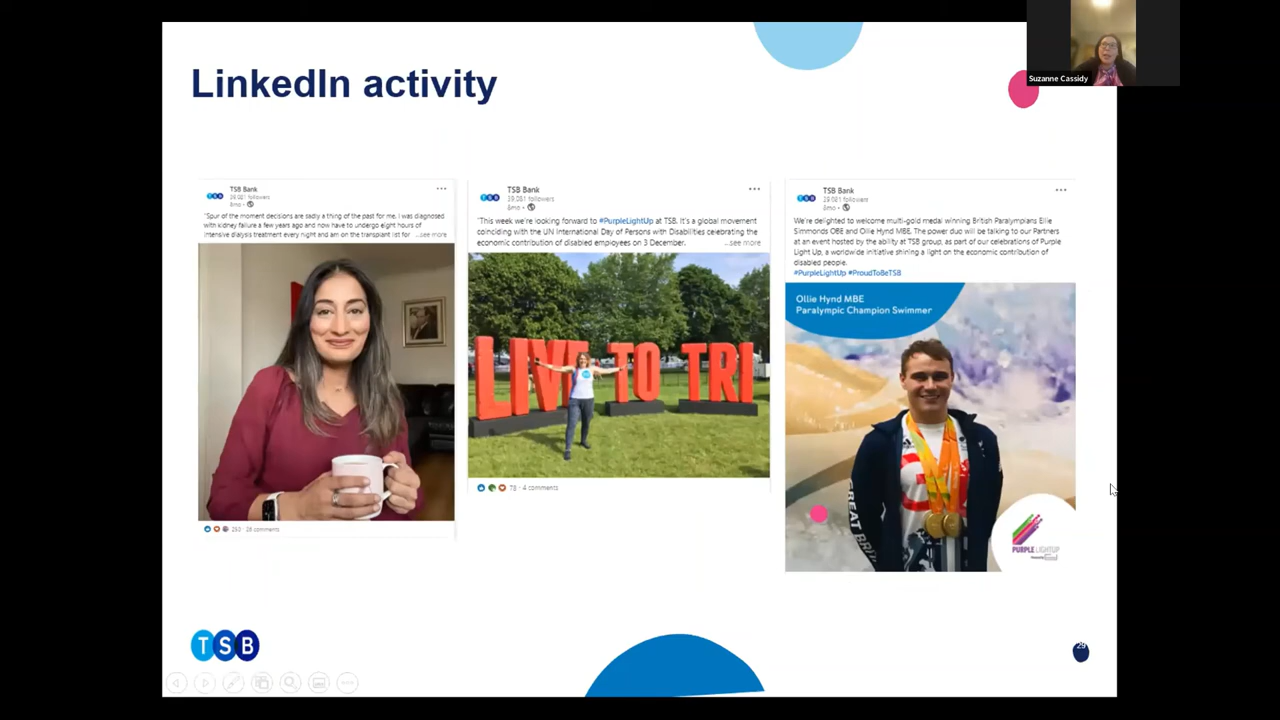 LinkedIn activity
Suzanne Cassidy
TSB Bank
39,081 followers
8mo
"Spur of the moment decisions are sadly a thing of the past for me. I was diagnosed
with kidney failure a few years ago and now have to undergo eight hours of
intensive dialysis treatment every night and am on the transplant list for ...see more
28 comments
TSB Bank
39,081 followers
8mo
"This week we're looking forward to #PurpleLightUp at TSB. It's a global movement
coinciding with the UN International Day of Persons with Disabilities celebrating the
economic contribution of disabled employees on 3 December. ...see more
LIVE TO TRI
78 · 4 comments
TSB Bank
39,081 followers
8mo
We're delighted to welcome multi-gold medal winning British Paralympians Ellie
Simmonds OBE and Ollie Hynd MBE. The power duo will be talking to our Partners
at an event hosted by the ability at TSB group, as part of our celebrations of Purple
Light Up, a worldwide initiative shining a light on the economic contribution of
disabled people.
#PurpleLightUp #ProudToBeTSB
Ollie Hynd MBE
Paralympic Champion Swimmer
GREAT BRI
PURPLE LIGHTUP
TSB
29